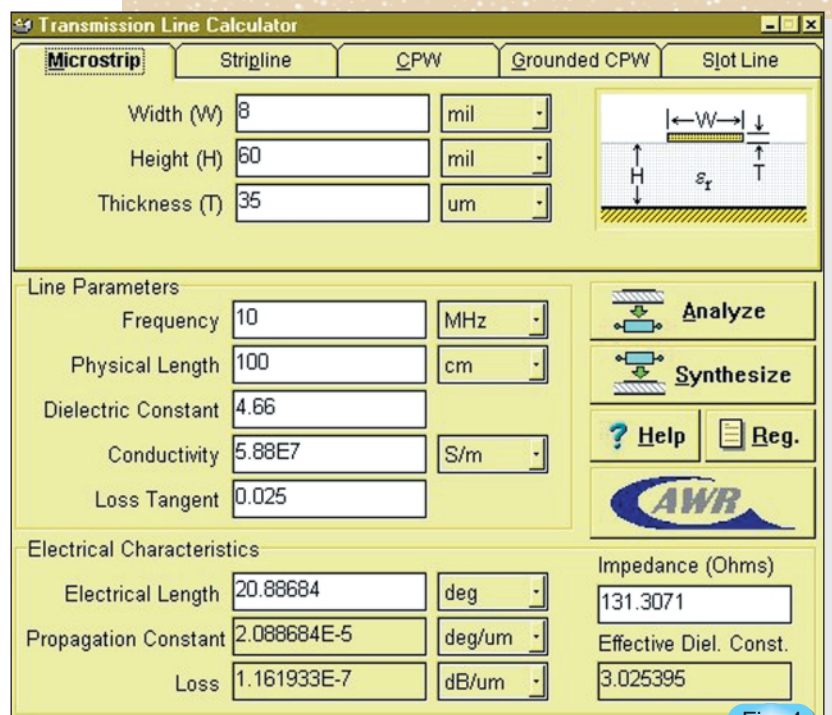 Transmission Line Calculator
Microstrip Stripline CPW Grounded CPW Slot Line
Width (W) 8 mil
Height (H) 60 mil
Thickness (T) 35 um
W
H
T
εr
Line Parameters
Frequency 10 MHz
Physical Length 100 cm
Dielectric Constant 4.66
Conductivity 5.88E7 S/m
Loss Tangent 0.025
Analyze
Synthesize
? Help
Reg.
AWR
Electrical Characteristics
Electrical Length 20.88684 deg
Propagation Constant 2.088684E-5 deg/um
Loss 1.161933E-7 dB/um
Impedance (Ohms)
131.3071
Effective Diel. Const.
3.025395